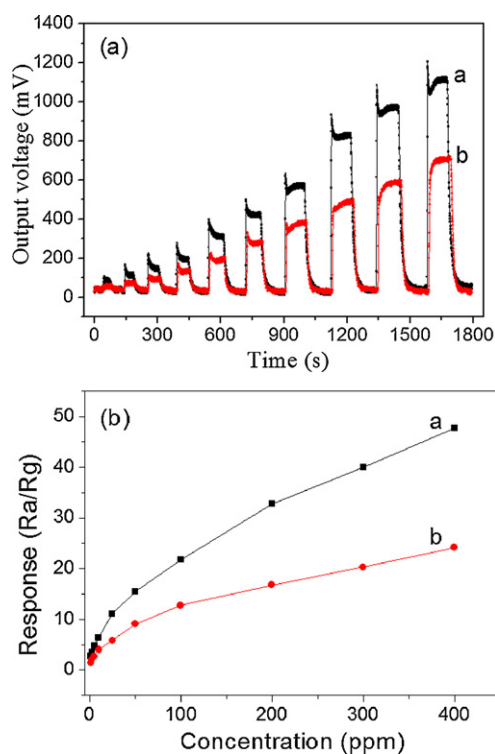 (a)
Output voltage (mV)
1400
1200
1000
800
600
400
200
0
a
b
0 300 600 900 1200 1500 1800
Time (s)
(b)
Response (Ra/Rg)
50
40
30
20
10
0
a
b
0 100 200 300 400
Concentration (ppm)